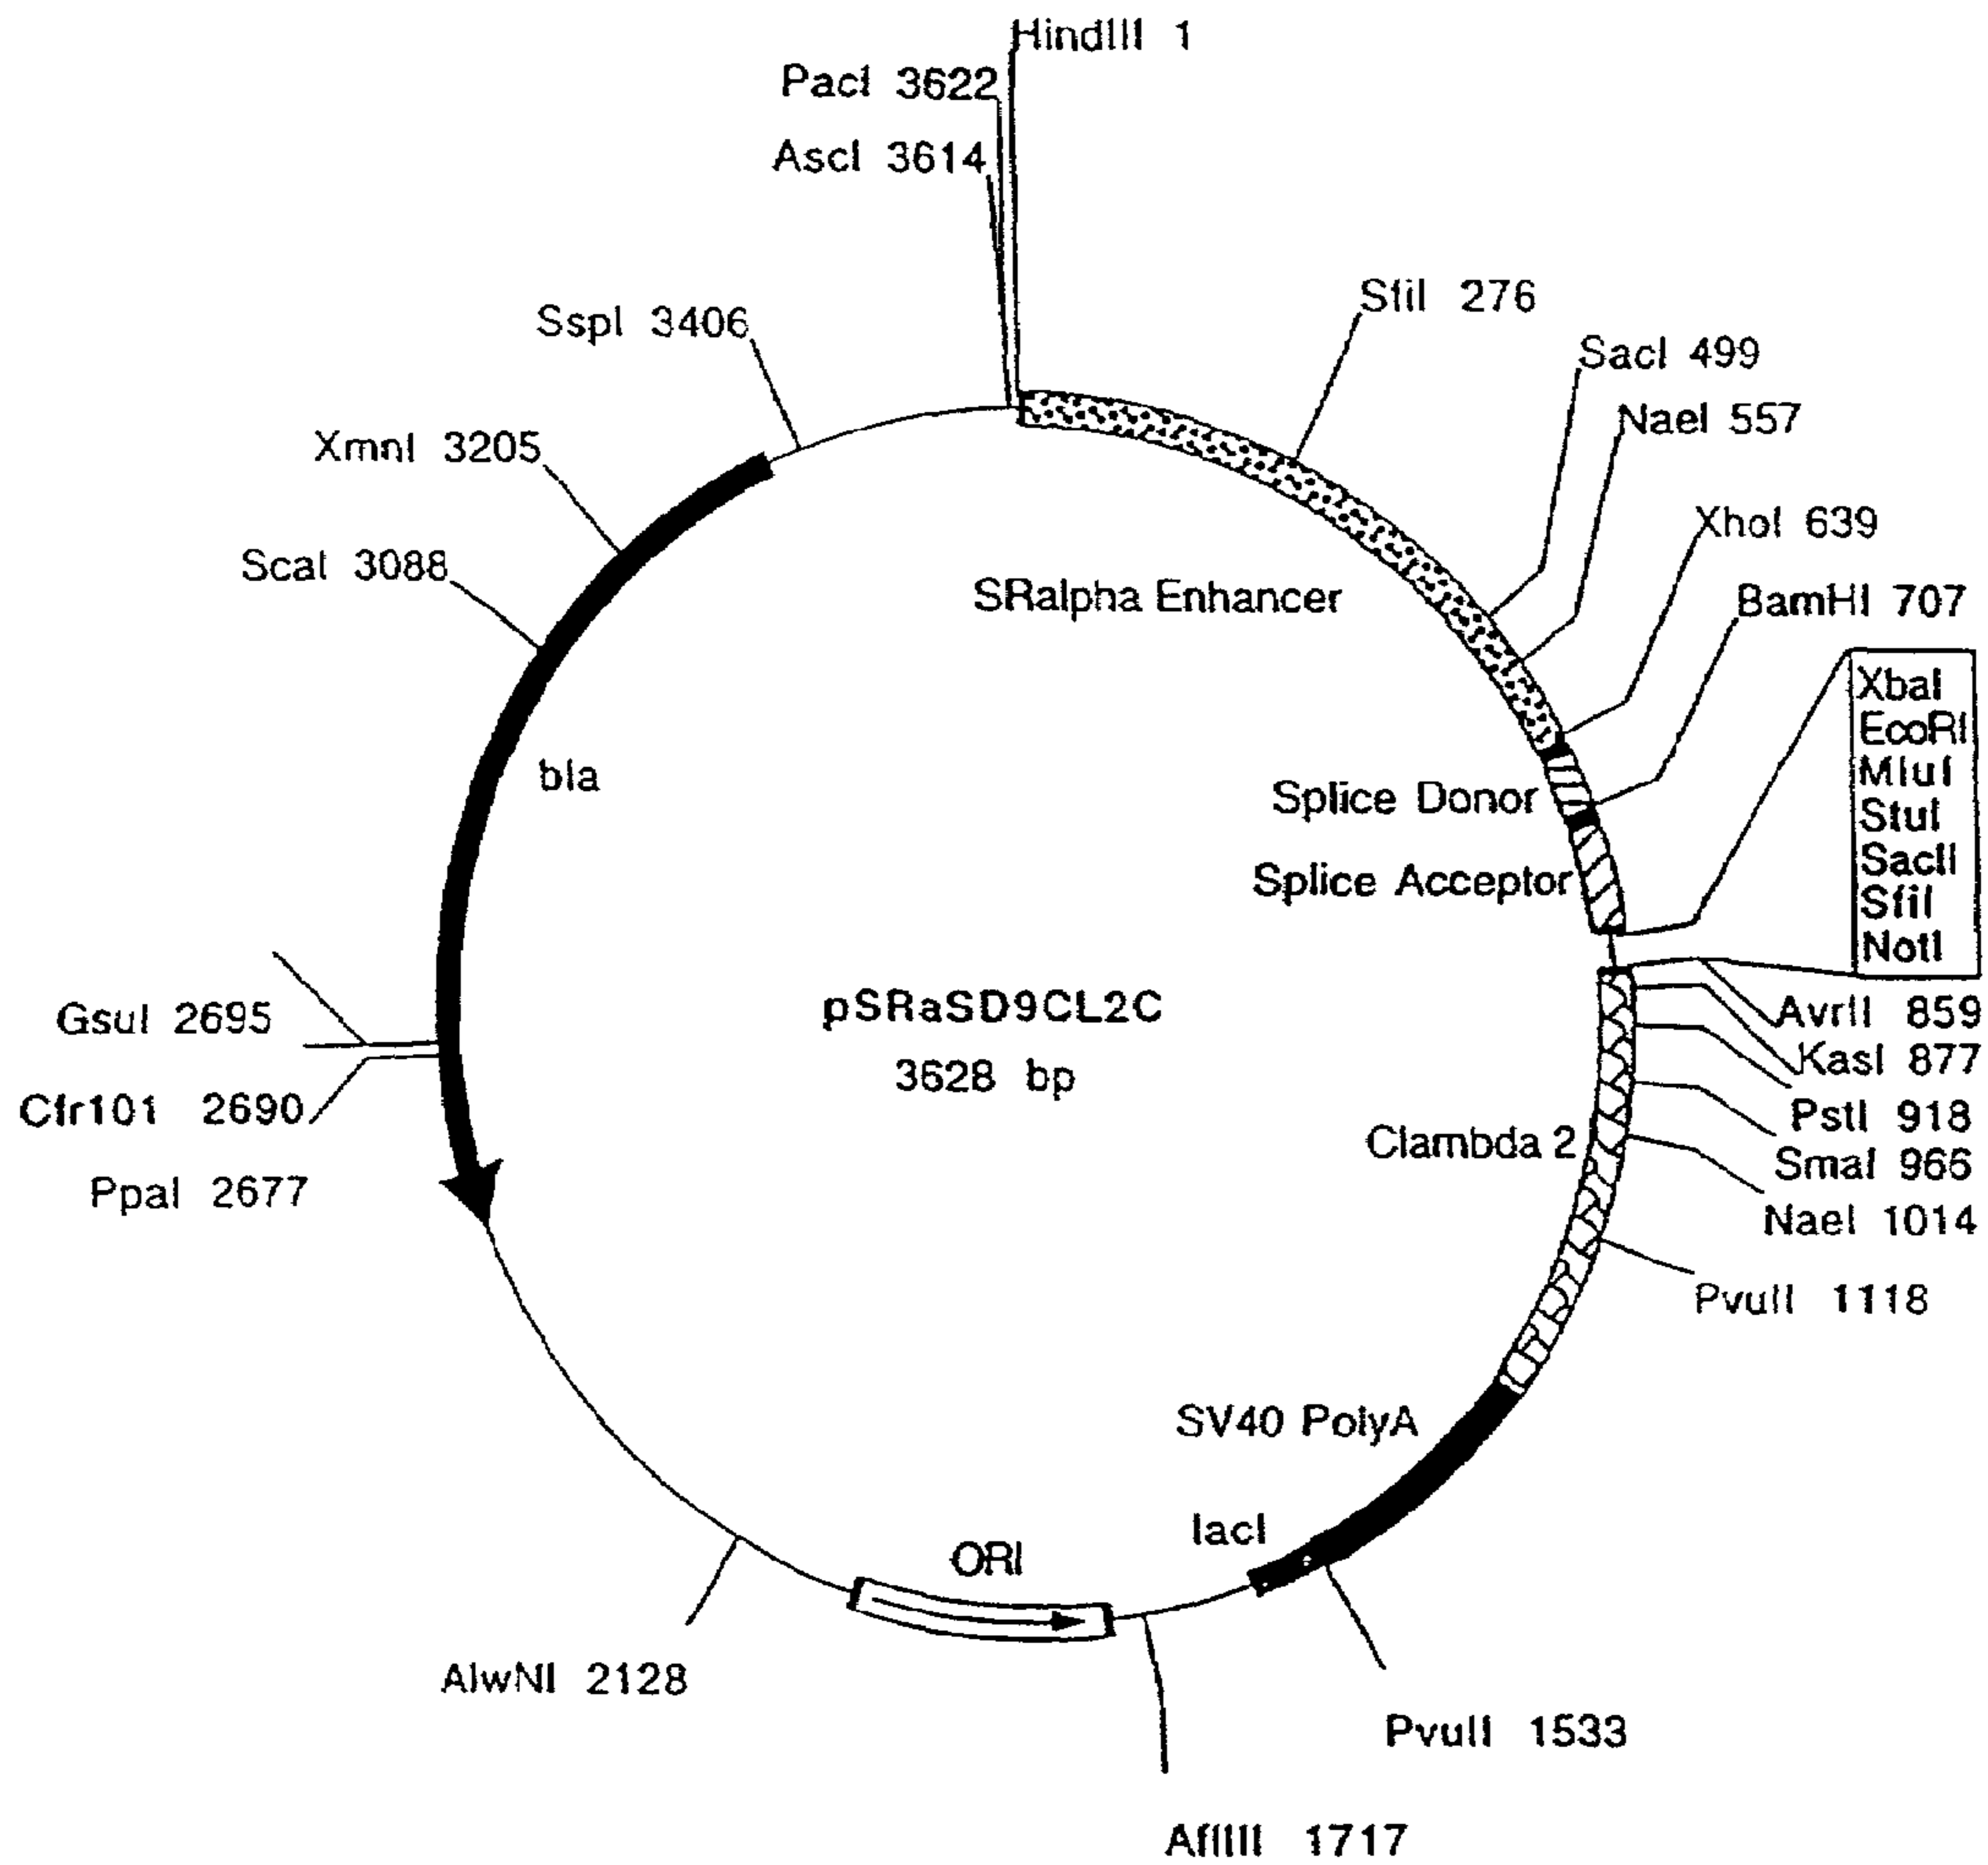 HindIII 1
PacI 3622
AscI 3614
SfiI 276
SspI 3406
SacI 499
NaeI 557
XmnI 3205
XhoI 639
ScaI 3088
SRalpha Enhancer
BamHI 707
XbaI
EcoRI
MluI
StuI
SacII
SfiI
NotI
bla
Splice Donor
Splice Acceptor
pSRaSD9CL2C
3628 bp
GsuI 2695
AvrII 859
KasI 877
Cfr101 2690
PstI 918
Clambda 2
SmaI 966
PpaI 2677
NaeI 1014
PvuII 1118
SV40 PolyA
lacI
ORI
AlwNI 2128
PvuII 1533
AflIII 1717